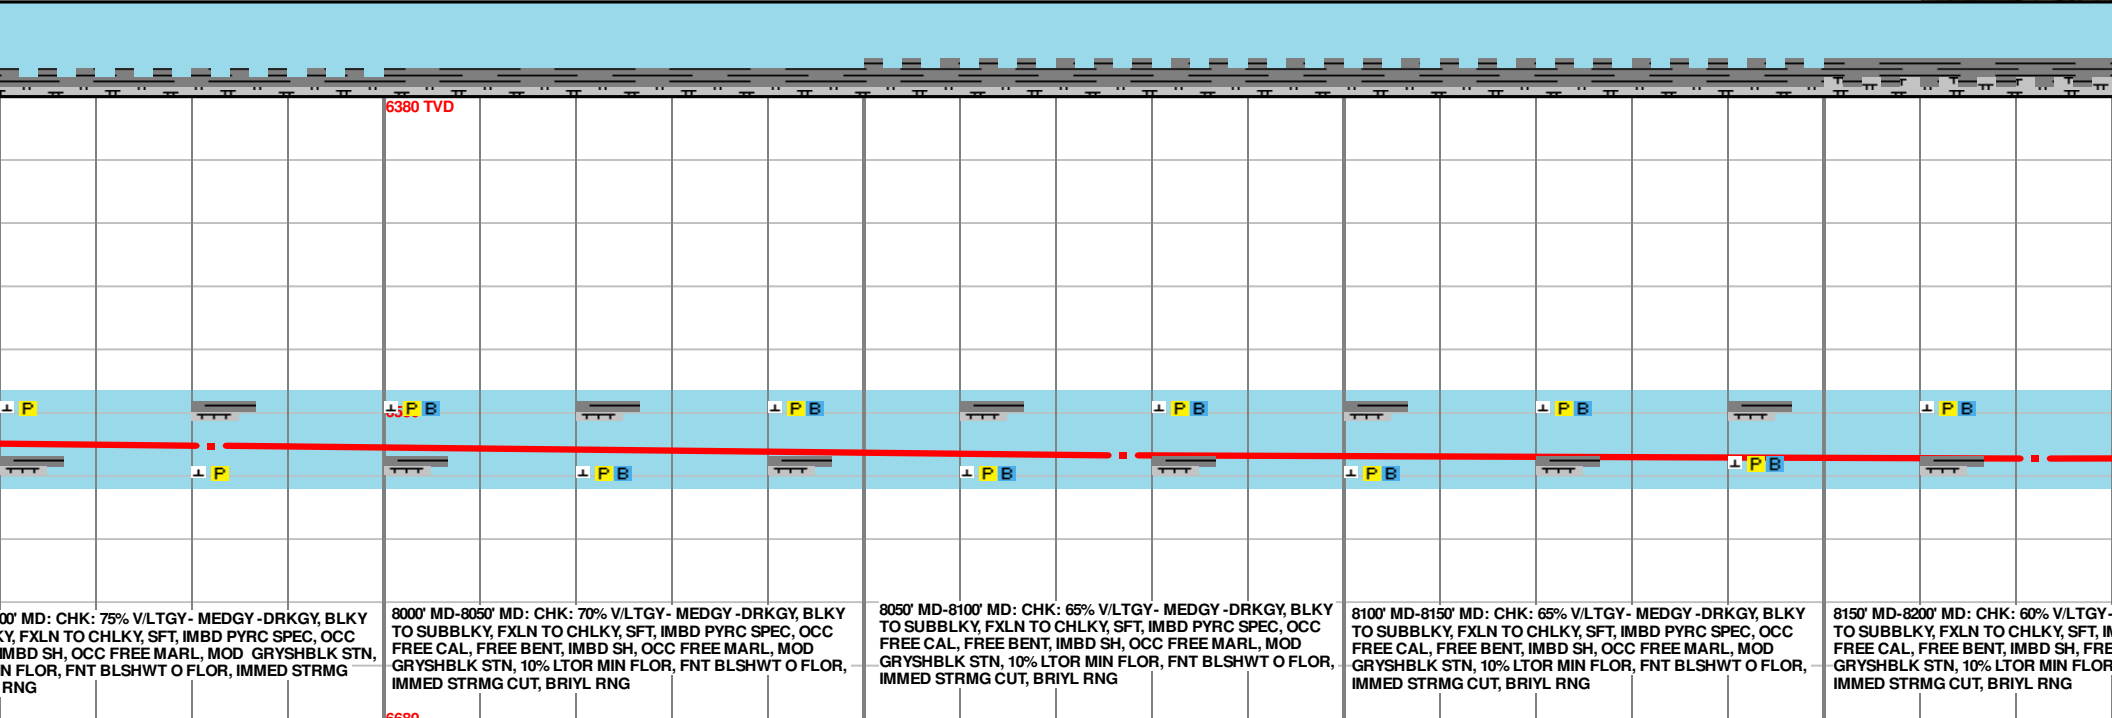 6380 TVD
P
P B
P B
P B
P B
P B
P B
P
P B
P B
P B
P B
00' MD: CHK: 75% V/LTGY- MEDGY -DRKGY, BLKY
KY, FXLN TO CHLKY, SFT, IMBD PYRC SPEC, OCC
IMBD SH, OCC FREE MARL, MOD GRYSHBLK STN,
N FLOR, FNT BLSHWT O FLOR, IMMED STRMG
RNG
8000' MD-8050' MD: CHK: 70% V/LTGY- MEDGY -DRKGY, BLKY
TO SUBBLKY, FXLN TO CHLKY, SFT, IMBD PYRC SPEC, OCC
FREE CAL, FREE BENT, IMBD SH, OCC FREE MARL, MOD
GRYSHBLK STN, 10% LTOR MIN FLOR, FNT BLSHWT O FLOR,
IMMED STRMG CUT, BRIYL RNG
8050' MD-8100' MD: CHK: 65% V/LTGY- MEDGY -DRKGY, BLKY
TO SUBBLKY, FXLN TO CHLKY, SFT, IMBD PYRC SPEC, OCC
FREE CAL, FREE BENT, IMBD SH, OCC FREE MARL, MOD
GRYSHBLK STN, 10% LTOR MIN FLOR, FNT BLSHWT O FLOR,
IMMED STRMG CUT, BRIYL RNG
8100' MD-8150' MD: CHK: 65% V/LTGY- MEDGY -DRKGY, BLKY
TO SUBBLKY, FXLN TO CHLKY, SFT, IMBD PYRC SPEC, OCC
FREE CAL, FREE BENT, IMBD SH, OCC FREE MARL, MOD
GRYSHBLK STN, 10% LTOR MIN FLOR, FNT BLSHWT O FLOR,
IMMED STRMG CUT, BRIYL RNG
8150' MD-8200' MD: CHK: 60% V/LTGY-
TO SUBBLKY, FXLN TO CHLKY, SFT, IM
FREE CAL, FREE BENT, IMBD SH, FRE
GRYSHBLK STN, 10% LTOR MIN FLOR
IMMED STRMG CUT, BRIYL RNG
6680